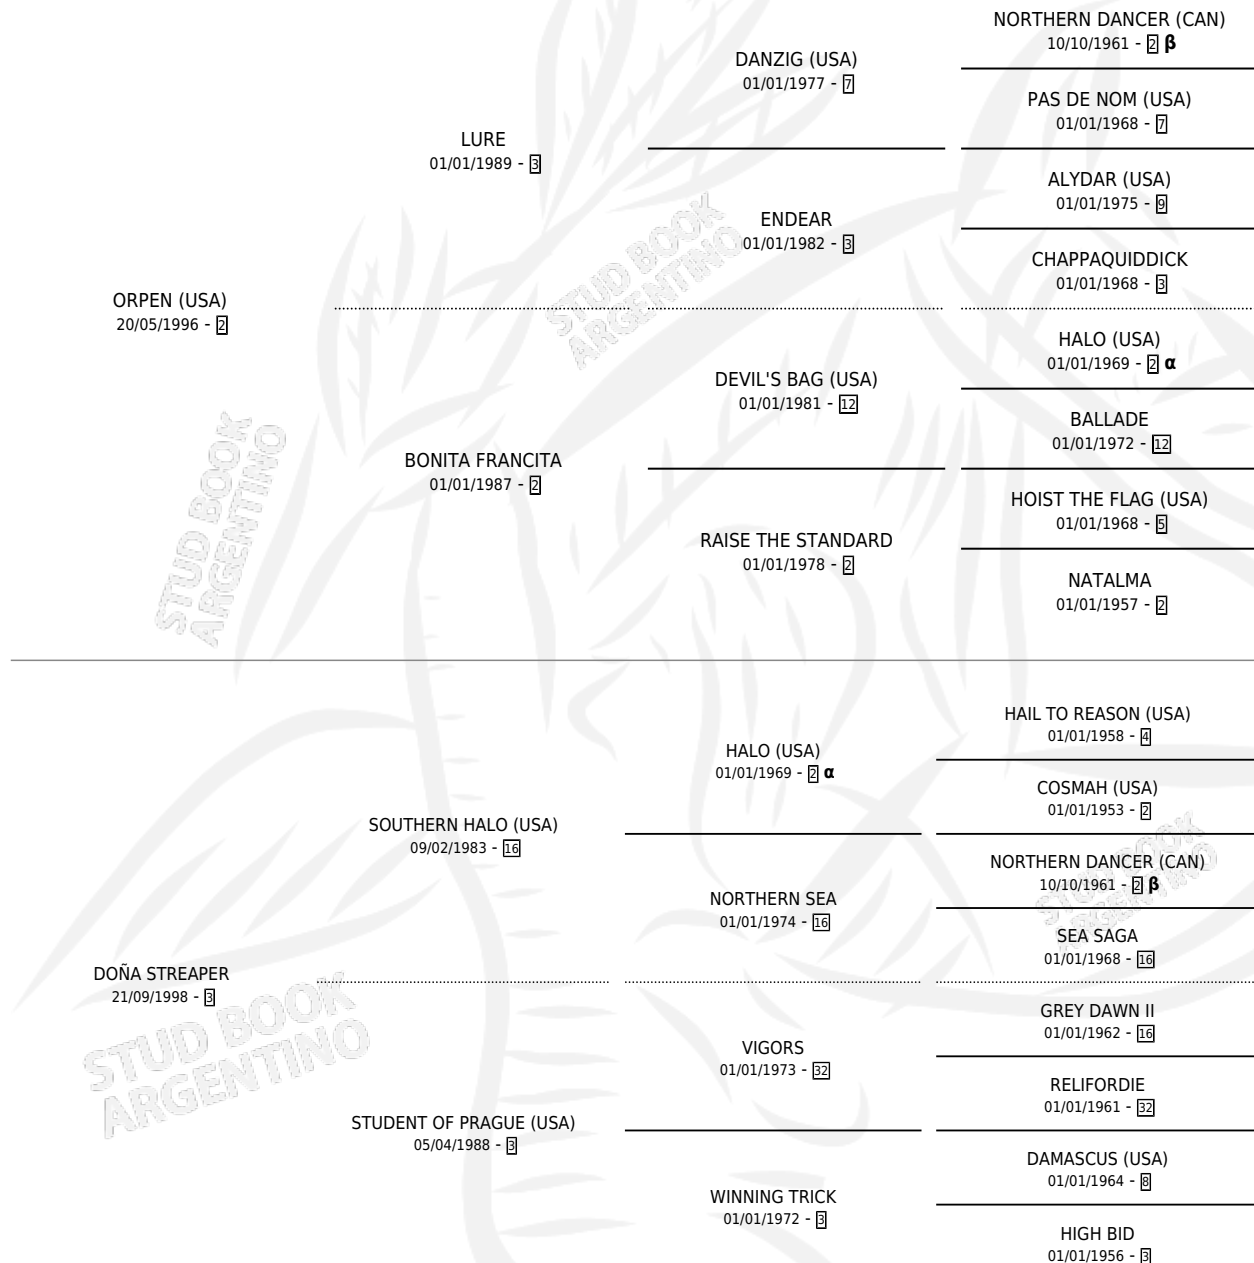 NORTHERN DANCER (CAN)
10/10/1961 - 2 β
DANZIG (USA)
01/01/1977 - 7
PAS DE NOM (USA)
01/01/1968 - 7
LURE
01/01/1989 - 3
ALYDAR (USA)
01/01/1975 - 9
ENDEAR
01/01/1982 - 3
CHAPPAQUIDDICK
01/01/1968 - 3
ORPEN (USA)
20/05/1996 - 2
HALO (USA)
01/01/1969 - 2 α
DEVIL'S BAG (USA)
01/01/1981 - 12
BALLADE
01/01/1972 - 12
BONITA FRANCITA
01/01/1987 - 2
HOIST THE FLAG (USA)
01/01/1968 - 5
RAISE THE STANDARD
01/01/1978 - 2
NATALMA
01/01/1957 - 2
HAIL TO REASON (USA)
01/01/1958 - 4
HALO (USA)
01/01/1969 - 2 α
COSMAH (USA)
01/01/1953 - 2
SOUTHERN HALO (USA)
09/02/1983 - 16
NORTHERN DANCER (CAN)
10/10/1961 - 2 β
NORTHERN SEA
01/01/1974 - 16
SEA SAGA
01/01/1968 - 16
DOÑA STREAPER
21/09/1998 - 3
GREY DAWN II
01/01/1962 - 16
VIGORS
01/01/1973 - 32
RELIFORDIE
01/01/1961 - 32
STUDENT OF PRAGUE (USA)
05/04/1988 - 3
DAMASCUS (USA)
01/01/1964 - 8
WINNING TRICK
01/01/1972 - 3
HIGH BID
01/01/1956 - 3
STUD BOOK
ARGENTINO
STUD BOOK
ARGENTINO
STUD BOOK
ARGENTINO
STUD BOOK
ARGENTINO